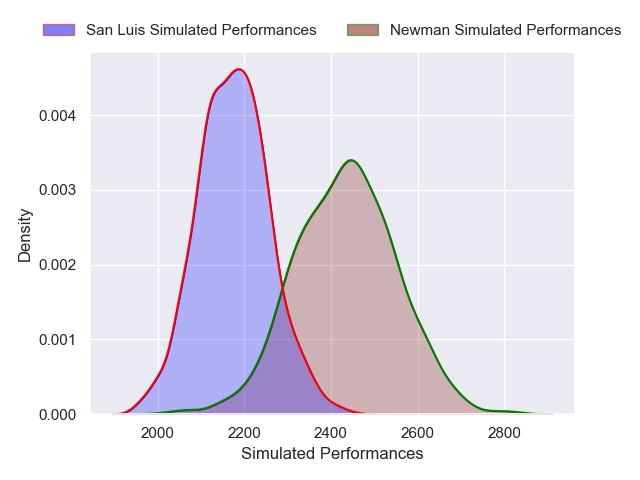 San Luis Simulated Performances Newman Simulated Performances
0.004
0.003
0.002
0.001
0.000
Density
2000 2200 2400 2600 2800
Simulated Performances